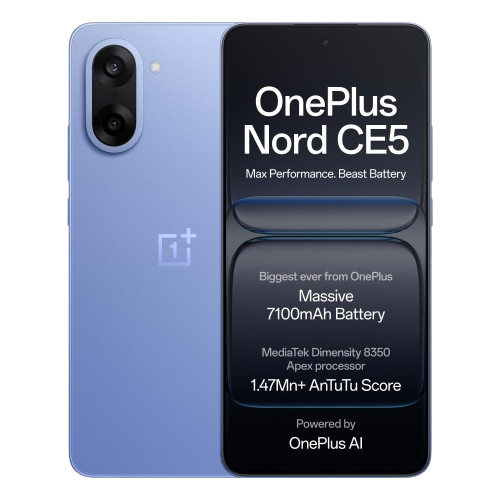 OnePlus
Nord CE5
Max Performance. Beast Battery
Biggest ever from OnePlus
Massive
7100mAh Battery
MediaTek Dimensity 8350
Apex processor
1.47Mn+ AnTuTu Score
Powered by
OnePlus AI
1+